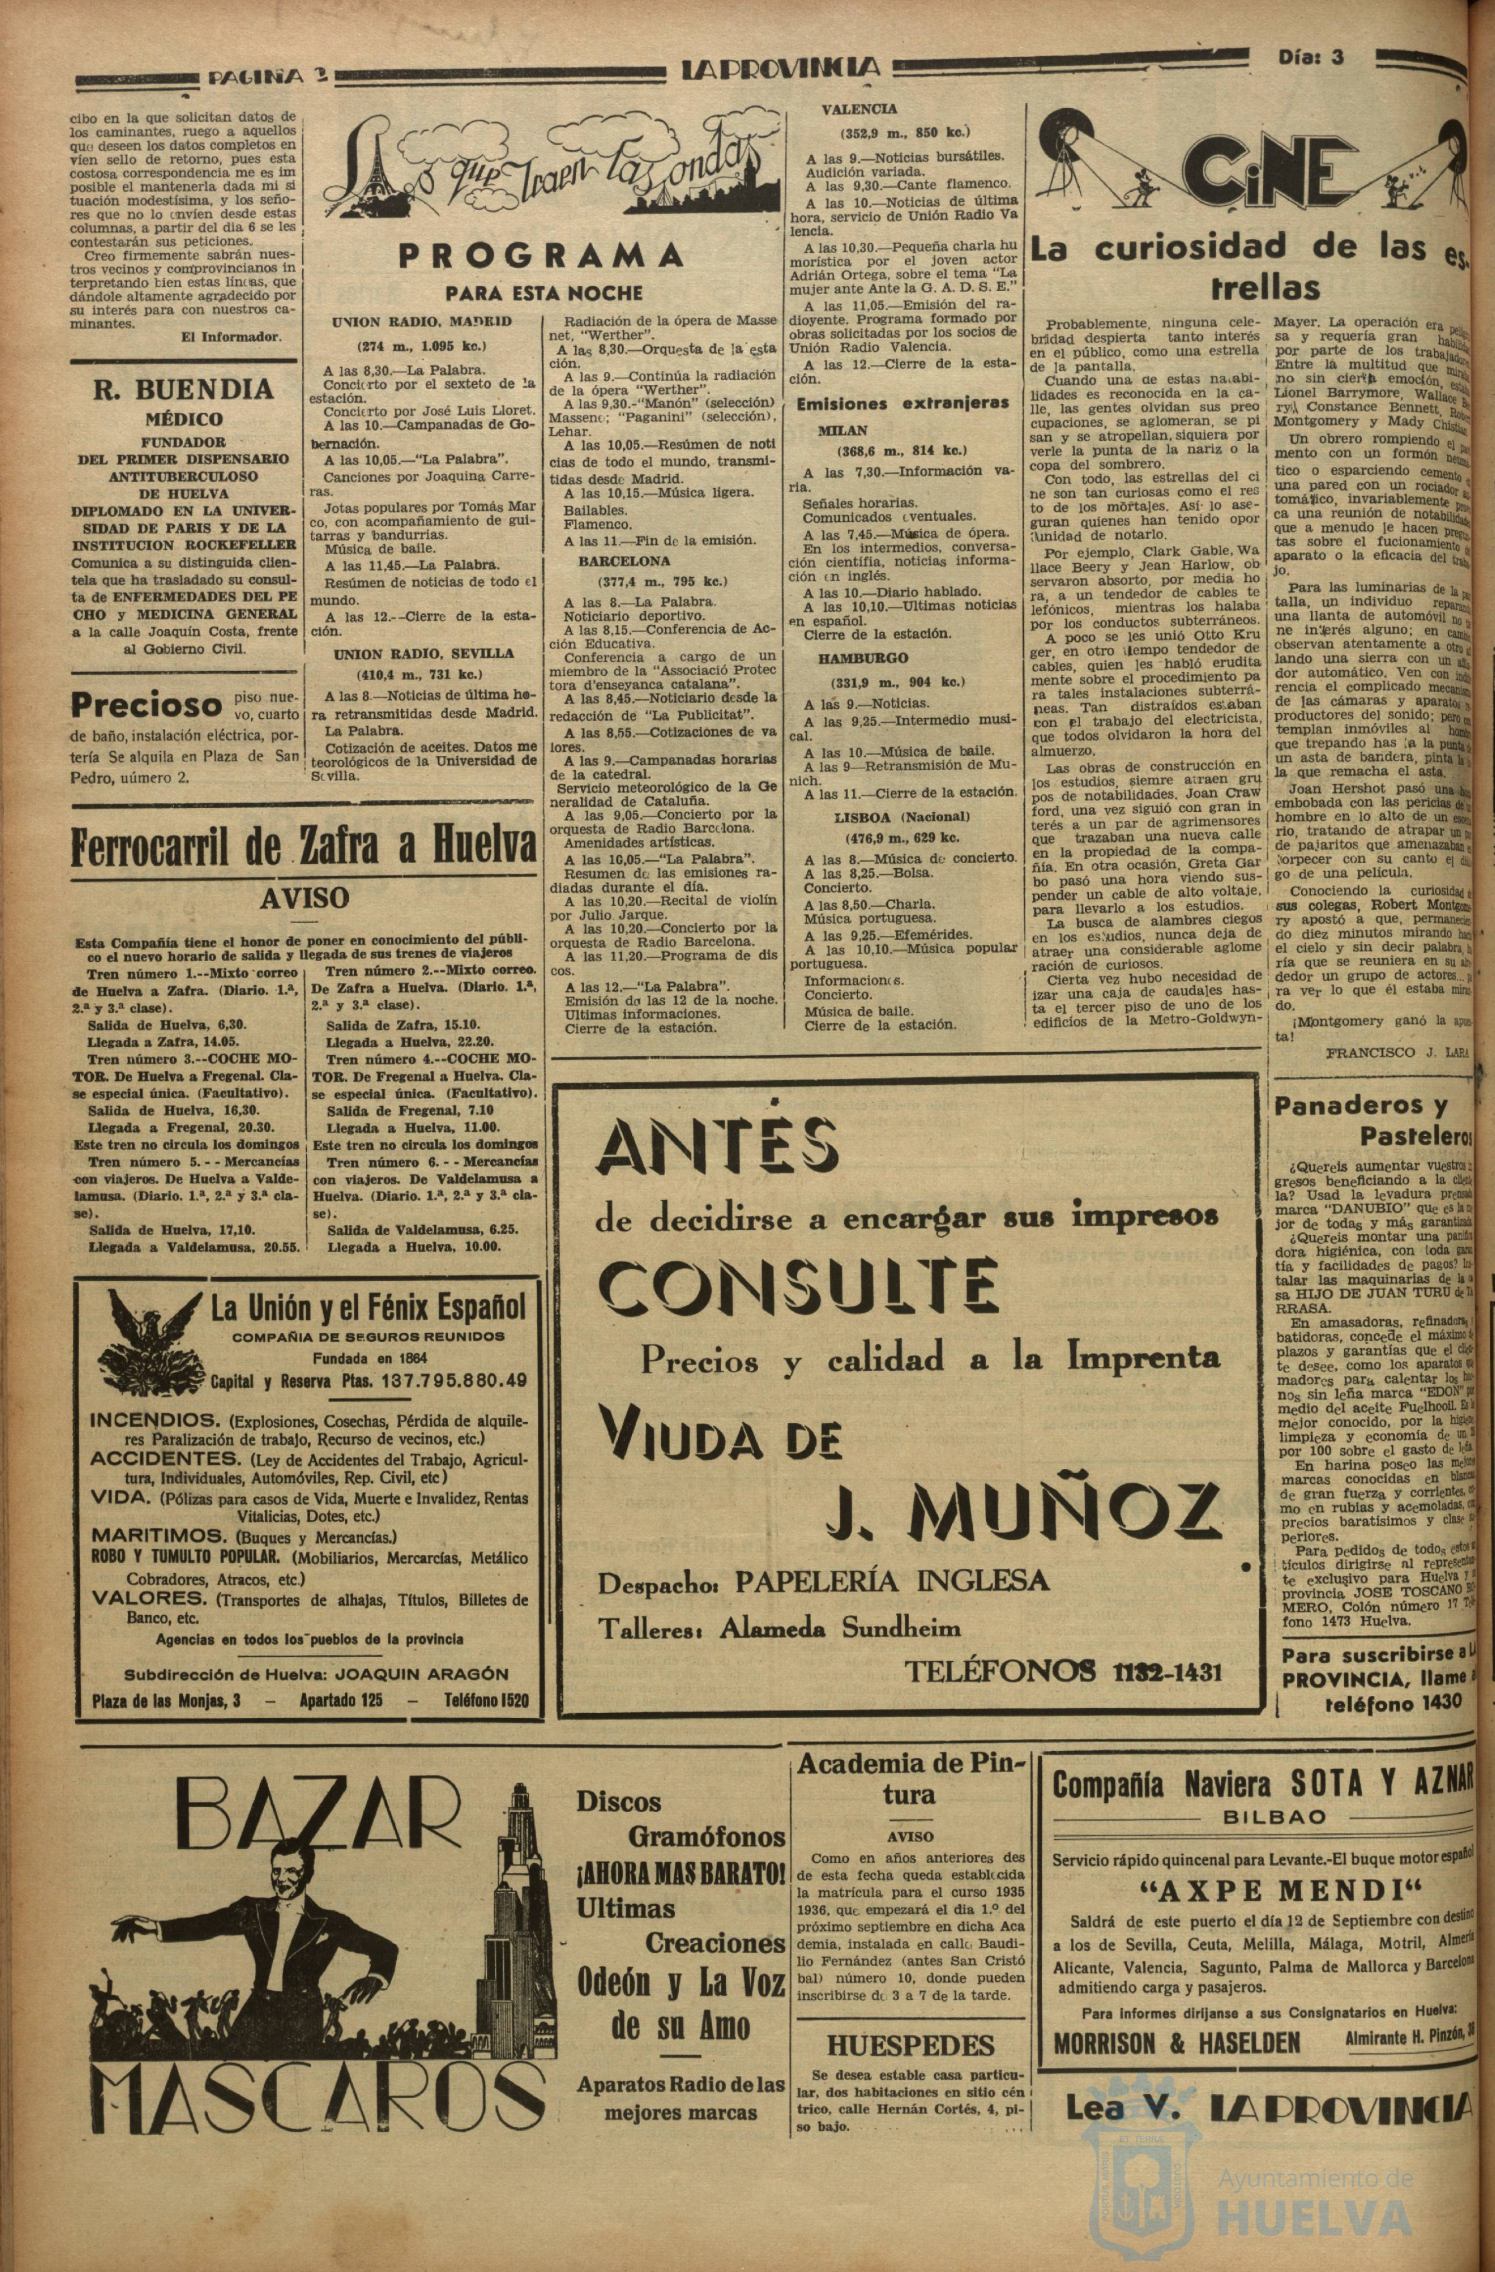 PAGINA 2
LA PROVINCIA
Día: 3
cibo en la que solicitan datos de
los caminantes, ruego a aquellos
que deseen los datos completos en
vien sello de retorno, pues esta
costosa correspondencia me es im
posible el mantenerla dada mi si
tuación modestísima, y los seño-
res que no lo envíen desde estas
columnas, a partir del dia 6 se les
contestarán sus peticiones.
Creo firmemente sabrán nues-
tros vecinos y comprovincianos in
terpretando bien estas líneas, que
dándole altamente agradecido por
su interés para con nuestros ca-
minantes.
El Informador.
R. BUENDIA
MÉDICO
FUNDADOR
DEL PRIMER DISPENSARIO
ANTITUBERCULOSO
DE HUELVA
DIPLOMADO EN LA UNIVER-
SIDAD DE PARIS Y DE LA
INSTITUCION ROCKEFELLER
Comunica a su distinguida clien-
tela que ha trasladado su consul-
ta de ENFERMEDADES DEL PE
CHO y MEDICINA GENERAL
a la calle Joaquín Costa, frente
al Gobierno Civil.
Precioso piso nue-
vo, cuarto
de baño, instalación eléctrica, por-
tería Se alquila en Plaza de San
Pedro, uúmero 2.
Los que traen las ondas
PROGRAMA
PARA ESTA NOCHE
UNION RADIO, MADRID
(274 m., 1.095 kc.)
A las 8,30.—La Palabra.
Concierto por el sexteto de la
estación.
Concierto por José Luis Lloret.
A las 10.—Campanadas de Go-
bernación.
A las 10,05.—"La Palabra".
Canciones por Joaquina Carre-
ras.
Jotas populares por Tomás Mar
co, con acompañamiento de gui-
tarras y bandurrias.
Música de baile.
A las 11,45.—La Palabra.
Resúmen de noticias de todo el
mundo.
A las 12.--Cierre de la esta-
ción.
UNION RADIO, SEVILLA
(410,4 m., 731 kc.)
A las 8.—Noticias de última ho-
ra retransmitidas desde Madrid.
La Palabra.
Cotización de aceites. Datos me
teorológicos de la Universidad de
Sevilla.
Radiación de la ópera de Masse
net, "Werther".
A las 8,30.—Orquesta de la esta
ción.
A las 9.—Continúa la radiación
de la ópera "Werther".
A las 9,30.-"Manón" (selección)
Massenc; "Paganini" (selección),
Lehar.
A las 10,05.—Resúmen de noti
cias de todo el mundo, transmi-
tidas desde Madrid.
A las 10,15.—Música ligera.
Bailables.
Flamenco.
A las 11.—Fin de la emisión.
BARCELONA
(377,4 m., 795 kc.)
A las 8.—La Palabra.
Noticiario deportivo.
A las 8,15.—Conferencia de Ac-
ción Educativa.
Conferencia a cargo de un
miembro de la "Associació Protec
tora d'enseyanca catalana".
A las 8,45.—Noticiario desde la
redacción de "La Publicitat".
A las 8,55.—Cotizaciones de va
lores.
A las 9.—Campanadas horarias
de la catedral.
Servicio meteorológico de la Ge
neralidad de Cataluña.
A las 9,05.—Concierto por la
orquesta de Radio Barcelona.
Amenidades artísticas.
A las 10,05.—"La Palabra".
Resumen de las emisiones ra-
diadas durante el día.
A las 10,20.—Recital de violín
por Julio Jarque.
A las 10,20.—Concierto por la
orquesta de Radio Barcelona.
A las 11,20.—Programa de dis
cos.
A las 12.—"La Palabra".
Emisión de las 12 de la noche.
Ultimas informaciones.
Cierre de la estación.
VALENCIA
(352,9 m., 850 kc.)
A las 9.—Noticias bursátiles.
Audición variada.
A las 9,30.—Cante flamenco.
A las 10.—Noticias de última
hora, servicio de Unión Radio Va
lencia.
A las 10,30.—Pequeña charla hu
morística por el joven actor
Adrián Ortega, sobre el tema "La
mujer ante Ante la G. A. D. S. E."
A las 11,05.—Emisión del ra-
dioyente. Programa formado por
obras solicitadas por los socios de
Unión Radio Valencia.
A las 12.—Cierre de la esta-
ción.
Emisiones extranjeras
MILAN
(368,6 m., 814 kc.)
A las 7,30.—Información va-
ria.
Señales horarias.
Comunicados eventuales.
A las 7,45.—Música de ópera.
En los intermedios, conversa-
ción científia, noticias informa-
ción en inglés.
A las 10.—Diario hablado.
A las 10,10.—Ultimas noticias
en español.
Cierre de la estación.
HAMBURGO
(331,9 m., 904 kc.)
A las 9.—Noticias.
A las 9,25.—Intermedio musi-
cal.
A las 10.—Música de baile.
A las 9—Retransmisión de Mu-
nich.
A las 11.—Cierre de la estación.
LISBOA (Nacional)
(476,9 m., 629 kc.
A las 8.—Música de concierto.
A las 8,25.—Bolsa.
Concierto.
A las 8,50.—Charla.
Música portuguesa.
A las 9,25.—Efemérides.
A las 10,10.—Música popular
portuguesa.
Informaciones.
Concierto.
Música de baile.
Cierre de la estación.
CINE
La curiosidad de las es-
trellas
Probablemente, ninguna cele-
bridad despierta tanto interés
en el público, como una estrella
de la pantalla.
Cuando una de estas notabi-
lidades es reconocida en la ca-
lle, las gentes olvidan sus preo
cupaciones, se aglomeran, se pi
san y se atropellan, siquiera por
verle la punta de la nariz o la
copa del sombrero.
Con todo, las estrellas del ci
ne son tan curiosas como el res
to de los mortales. Así lo ase-
guran quienes han tenido opor
tunidad de notarlo.
Por ejemplo, Clark Gable, Wa
llace Beery y Jean Harlow, ob
servaron absorto, por media ho
ra, a un tendedor de cables te
lefónicos, mientras los halaba
por los conductos subterráneos.
A poco se les unió Otto Kru
ger, en otro tiempo tendedor de
cables, quien les habló erudita
mente sobre el procedimiento pa
ra tales instalaciones subterrá-
neas. Tan distraídos estaban
con el trabajo del electricista,
que todos olvidaron la hora del
almuerzo.
Las obras de construcción en
los estudios, siemre atraen gru
pos de notabilidades. Joan Craw
ford, una vez siguió con gran in
terés a un par de agrimensores
que trazaban una nueva calle
en la propiedad de la compa-
ñía. En otra ocasión, Greta Gar
bo pasó una hora viendo sus-
pender un cable de alto voltaje,
para llevarlo a los estudios.
La busca de alambres ciegos
en los estudios, nunca deja de
atraer una considerable aglome
ración de curiosos.
Cierta vez hubo necesidad de
izar una caja de caudales has-
ta el tercer piso de uno de los
edificios de la Metro-Goldwyn-
Mayer. La operación era
sa y requería gran
por parte de los trabajadores
Entre la multitud que
no sin cierta emoción,
Lionel Barrymore, Wallace
ry, Constance Bennett,
Montgomery y Mady
Un obrero rompiendo el
mento con un formón
tico o esparciendo cemento
una pared con un rociador
tomático, invariablemente
ca una reunión de notabilidades
que a menudo le hacen
tas sobre el fucionamiento
aparato o la eficacia del
jo.
Para las luminarias de la
talla, un individuo
una llanta de automóvil no
ne interés alguno; en
observan atentamente a otro
lando una sierra con un
dor automático. Ven con
rencia el complicado mecanismo
de las cámaras y aparatos
productores del sonido; pero
templan inmóviles al
que trepando has ta la punta
un asta de bandera, pinta
la que remacha el asta.
Joan Hershot pasó una
embobada con las pericias de
hombre en lo alto de un
rio, tratando de atrapar un
de pajaritos que amenazaban
torpecer con su canto el
go de una película.
Conociendo la curiosidad
sus colegas, Robert
ry apostó a que,
do diez minutos mirando
el cielo y sin decir palabra,
ría que se reuniera en su
dedor un grupo de actores...
ra ver lo que él estaba
do.
¡Montgomery ganó la
ta!
FRANCISCO J. LARA
Ferrocarril de Zafra a Huelva
AVISO
Esta Compañía tiene el honor de poner en conocimiento del públi-
co el nuevo horario de salida y llegada de sus trenes de viajeros
Tren número 1.--Mixto correo
de Huelva a Zafra. (Diario. 1.ª,
2.ª y 3.ª clase).
Salida de Huelva, 6,30.
Llegada a Zafra, 14.05.
Tren número 3.--COCHE MO-
TOR. De Huelva a Fregenal. Cla-
se especial única. (Facultativo).
Salida de Huelva, 16,30.
Llegada a Fregenal, 20.30.
Este tren no circula los domingos
Tren número 5. -- Mercancías
con viajeros. De Huelva a Valde-
lamusa. (Diario. 1.ª, 2.ª y 3.ª cla-
se).
Salida de Huelva, 17,10.
Llegada a Valdelamusa, 20.55.
Tren número 2.--Mixto correo.
De Zafra a Huelva. (Diario. 1.ª,
2.ª y 3.ª clase).
Salida de Zafra, 15.10.
Llegada a Huelva, 22.20.
Tren número 4.--COCHE MO-
TOR. De Fregenal a Huelva. Cla-
se especial única. (Facultativo).
Salida de Fregenal, 7.10
Llegada a Huelva, 11.00.
Este tren no circula los domingos
Tren número 6. -- Mercancías
con viajeros. De Valdelamusa a
Huelva. (Diario. 1.ª, 2.ª y 3.ª cla-
se).
Salida de Valdelamusa, 6.25.
Llegada a Huelva, 10.00.
La Unión y el Fénix Español
COMPAÑIA DE SEGUROS REUNIDOS
Fundada en 1864
Capital y Reserva Ptas. 137.795.880.49
INCENDIOS. (Explosiones, Cosechas, Pérdida de alquile-
res Paralización de trabajo, Recurso de vecinos, etc.)
ACCIDENTES. (Ley de Accidentes del Trabajo, Agricul-
tura, Individuales, Automóviles, Rep. Civil, etc)
VIDA. (Pólizas para casos de Vida, Muerte e Invalidez, Rentas
Vitalicias, Dotes, etc.)
MARITIMOS. (Buques y Mercancías.)
ROBO Y TUMULTO POPULAR. (Mobiliarios, Mercarcías, Metálico
Cobradores, Atracos, etc.)
VALORES. (Transportes de alhajas, Títulos, Billetes de
Banco, etc.
Agencias en todos los pueblos de la provincia
Subdirección de Huelva: JOAQUIN ARAGÓN
Plaza de las Monjas, 3 — Apartado 125 — Teléfono 1520
ANTES
de decidirse a encargar sus impresos
CONSULTE
Precios y calidad a la Imprenta
VIUDA DE
J. MUÑOZ
Despacho: PAPELERÍA INGLESA
Talleres: Alameda Sundheim
TELÉFONOS 1132-1431
Panaderos y
Pasteleros
¿Quereis aumentar vuestros
gresos beneficiando a la
la? Usad la levadura prensada
marca "DANUBIO" que es la
jor de todas y más garantizada
¿Quereis montar una
dora higiénica, con toda
tía y facilidades de pagos?
talar las maquinarias de la
sa HIJO DE JUAN TURU de
RRASA.
En amasadoras, refinadoras,
batidoras, concede el máximo
plazos y garantías que el
te desee, como los aparatos
madores para calentar los
nos sin leña marca "EDON"
medio del aceite Fuelhooil.
mejor conocido, por la
limpieza y economía de un
por 100 sobre el gasto de leña.
En harina poseo las
marcas conocidas en
de gran fuerza y corrientes,
mo en rubias y acemoladas,
precios baratisimos y clase
periores.
Para pedidos de todos estos
tículos dirigirse al
te exclusivo para Huelva y
provincia JOSE TOSCANO
MERO, Colón número 17
fono 1473 Huelva.
Para suscribirse a LA
PROVINCIA, llame
teléfono 1430
BAZAR
MASCAROS
Discos
Gramófonos
¡AHORA MAS BARATO!
Ultimas
Creaciones
Odeón y La Voz
de su Amo
Aparatos Radio de las
mejores marcas
Academia de Pin-
tura
AVISO
Como en años anteriores des
de esta fecha queda establecida
la matrícula para el curso 1935
1936, que empezará el dia 1.º del
próximo septiembre en dicha Aca
demia, instalada en calle Baudi-
lio Fernández (antes San Cristó
bal) número 10, donde pueden
inscribirse de 3 a 7 de la tarde.
HUESPEDES
Se desea estable casa particu-
lar, dos habitaciones en sitio cén
trico, calle Hernán Cortés, 4, pi-
so bajo.
Compañía Naviera SOTA Y AZNAR
BILBAO
Servicio rápido quincenal para Levante.-El buque motor español
"AXPE MENDI"
Saldrá de este puerto el día 12 de Septiembre con destino
a los de Sevilla, Ceuta, Melilla, Málaga, Motril, Almería
Alicante, Valencia, Sagunto, Palma de Mallorca y Barcelona
admitiendo carga y pasajeros.
Para informes dirijanse a sus Consignatarios en Huelva:
MORRISON & HASELDEN Almirante H. Pinzón,
Lea V. LA PROVINCIA
Ayuntamiento de
HUELVA